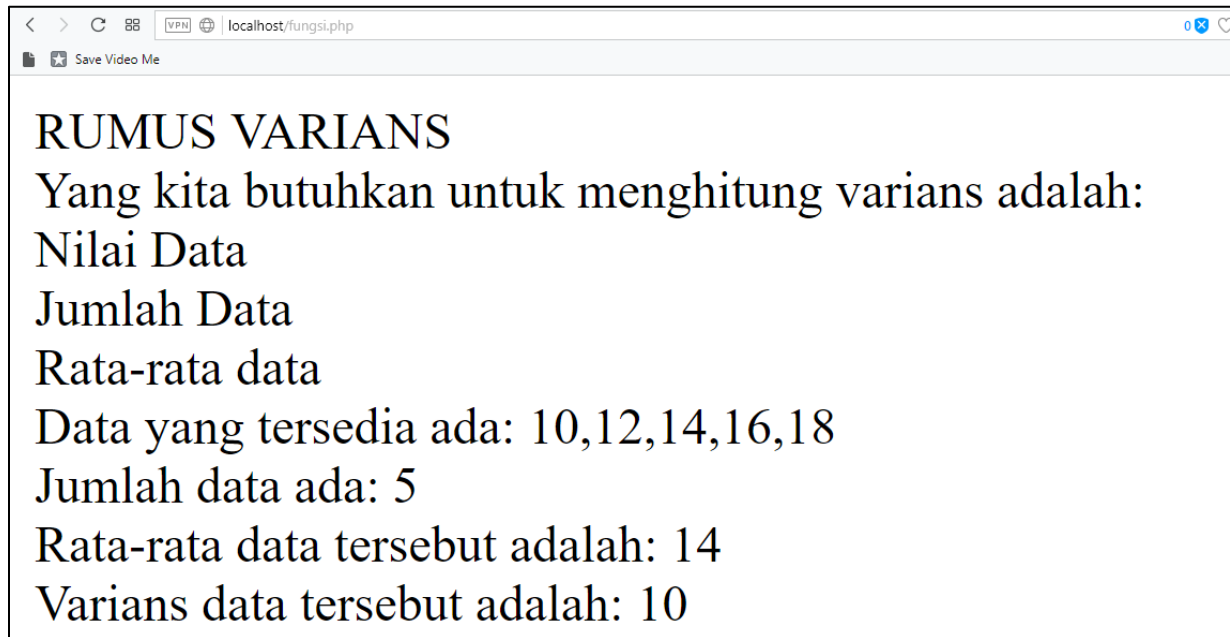 VPN localhost/fungsi.php 0
Save Video Me
RUMUS VARIANS
Yang kita butuhkan untuk menghitung varians adalah:
Nilai Data
Jumlah Data
Rata-rata data
Data yang tersedia ada: 10,12,14,16,18
Jumlah data ada: 5
Rata-rata data tersebut adalah: 14
Varians data tersebut adalah: 10